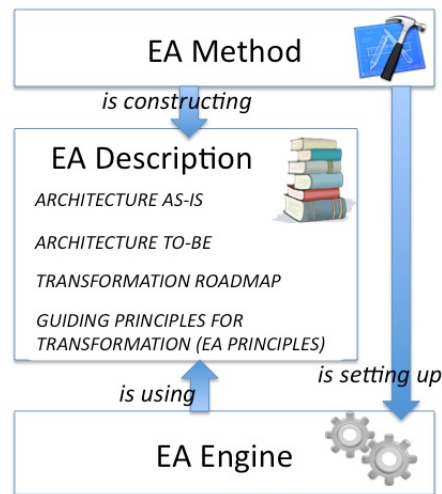 EA Method
is constructing
EA Description
ARCHITECTURE AS-IS
ARCHITECTURE TO-BE
TRANSFORMATION ROADMAP
GUIDING PRINCIPLES FOR
TRANSFORMATION (EA PRINCIPLES)
is setting up
is using
EA Engine